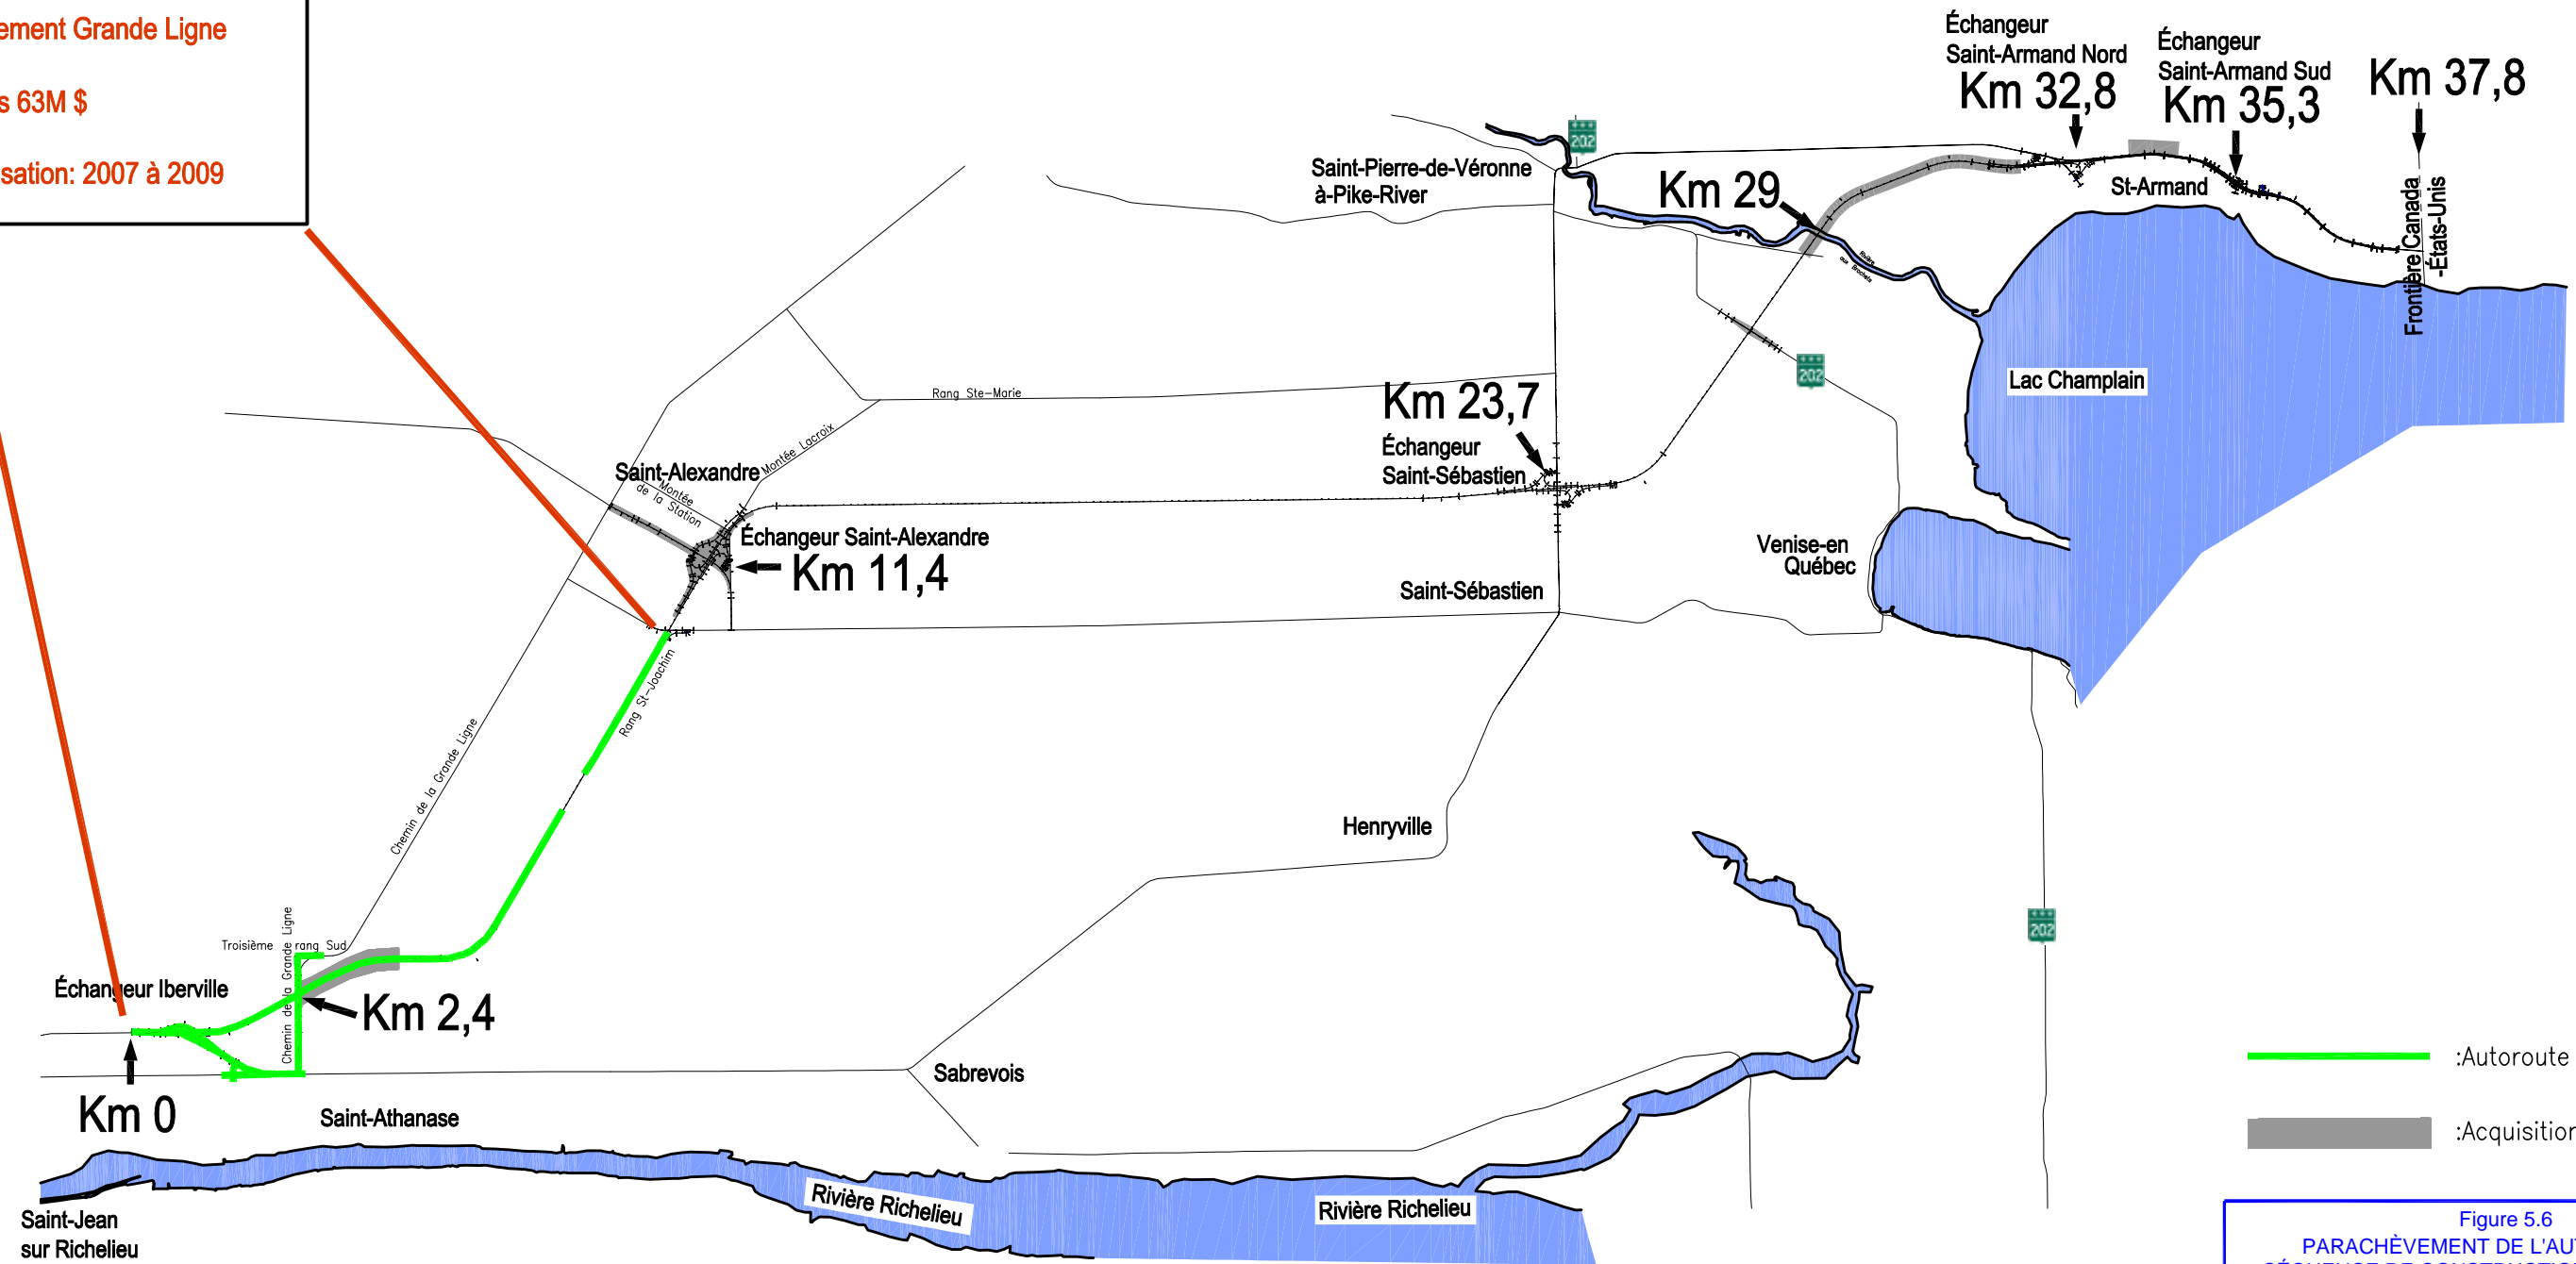 ement Grande Ligne
s 63M $
sation: 2007 à 2009
Échangeur
Saint-Armand Nord
Km 32,8
Échangeur
Saint-Armand Sud
Km 35,3
Km 37,8
202
Saint-Pierre-de-Véronne
à-Pike-River
Km 29
St-Armand
Frontière Canada
-États-Unis
Rivière
aux Brochets
202
Lac Champlain
Rang Ste-Marie
Km 23,7
Échangeur
Saint-Sébastien
Montée Lacroix
Saint-Alexandre
Montée
de la Station
Échangeur Saint-Alexandre
Km 11,4
Venise-en
Québec
Saint-Sébastien
Rang St-Joachim
Chemin de la Grande Ligne
Henryville
202
Troisième rang Sud
Chemin de la Grande Ligne
Échangeur Iberville
Km 2,4
Km 0
Sabrevois
Saint-Athanase
:Autoroute
:Acquisition
Rivière Richelieu
Rivière Richelieu
Saint-Jean
sur Richelieu
Figure 5.6
PARACHÈVEMENT DE L'AU